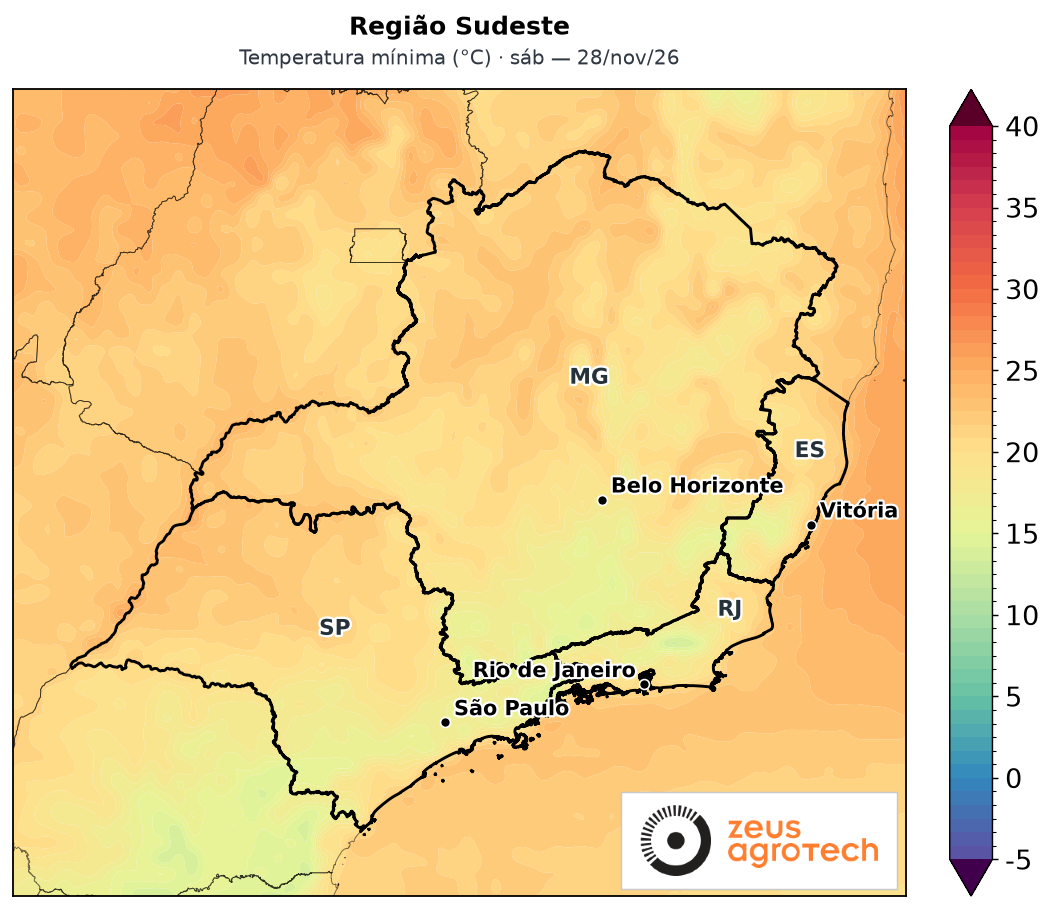 Região Sudeste
Temperatura mínima (°C) · sáb — 28/nov/26
40
35
30
25
20
15
10
5
0
-5
MG
ES
Belo Horizonte
Vitória
RJ
SP
Rio de Janeiro
São Paulo
zeus
agrotech